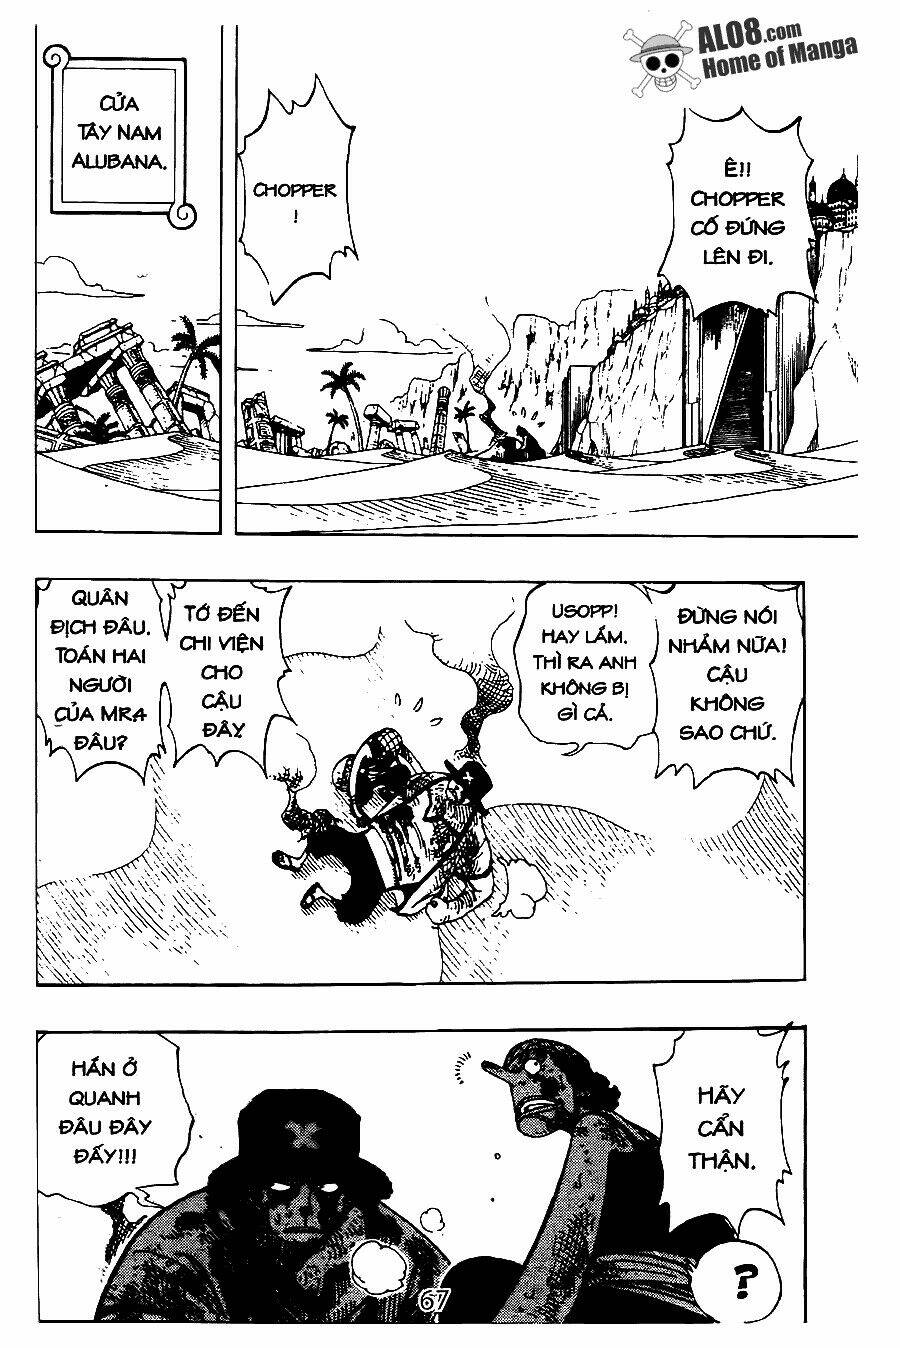 AL08.com
Home of Manga
CỬA
TÂY NAM
ALUBANA.
Ê!!
CHOPPER
CỐ ĐỨNG
LÊN ĐI.
CHOPPER
!
ĐỪNG NÓI
NHẢM NỮA!
CẬU
KHÔNG
SAO CHỨ.
USOPP!
HAY LẮM.
THÌ RA ANH
KHÔNG BỊ
GÌ CẢ.
TỚ ĐẾN
CHI VIỆN
CHO
CẬU
ĐÂY.
QUÂN
ĐỊCH ĐÂU.
TOÁN HAI
NGƯỜI
CỦA MR4
ĐÂU?
HÃY
CẨN
THẬN.
HẮN Ở
QUANH
ĐÂU ĐÂY
ĐẤY!!!
?
67